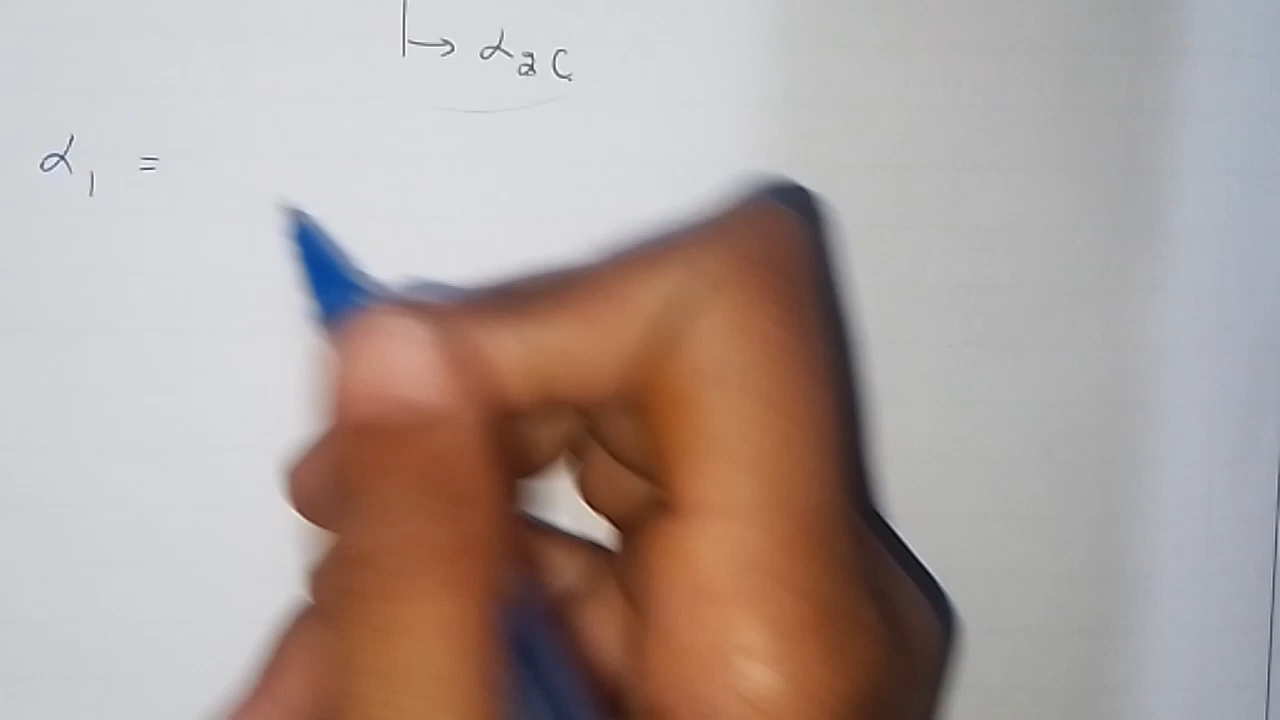 ↳ α₂C
α₁ =